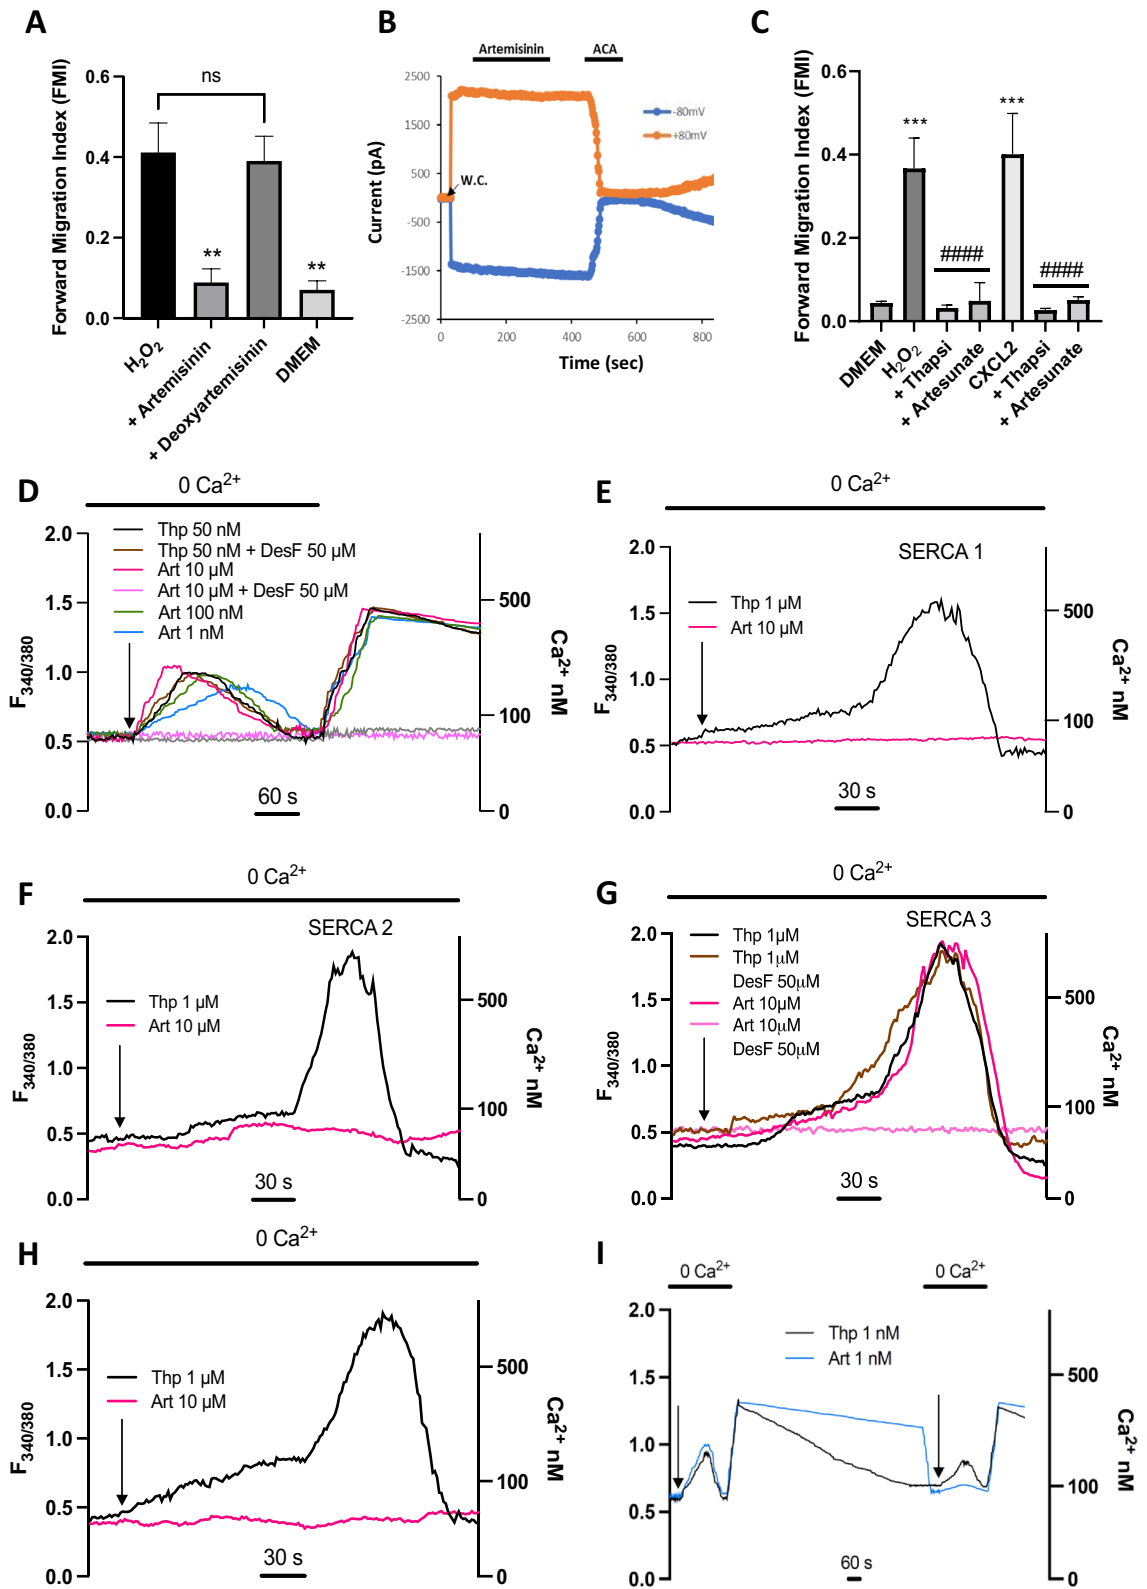 A
Forward Migration Index (FMI)
0.6
0.4
0.2
0.0
ns
**
**
H2O2
+ Artemisinin
+ Deoxyartemisinin
DMEM
B
Artemisinin
ACA
Current (pA)
2500
1500
500
-500
-1500
-2500
W.C.
-80mV
+80mV
0
200
400
600
800
Time (sec)
C
Forward Migration Index (FMI)
0.6
0.4
0.2
0.0
***
***
####
####
DMEM
H2O2
+ Thapsi
+ Artesunate
CXCL2
+ Thapsi
+ Artesunate
D
0 Ca2+
Thp 50 nM
Thp 50 nM + DesF 50 µM
Art 10 µM
Art 10 µM + DesF 50 µM
Art 100 nM
Art 1 nM
F340/380
2.0
1.5
1.0
0.5
0.0
500
100
0
Ca2+ nM
60 s
E
0 Ca2+
SERCA 1
Thp 1 µM
Art 10 µM
F340/380
2.0
1.5
1.0
0.5
0.0
500
100
0
Ca2+ nM
30 s
F
0 Ca2+
SERCA 2
Thp 1 µM
Art 10 µM
F340/380
2.0
1.5
1.0
0.5
0.0
500
100
0
Ca2+ nM
30 s
G
0 Ca2+
SERCA 3
Thp 1µM
Thp 1µM
DesF 50µM
Art 10µM
Art 10µM
DesF 50µM
F340/380
2.0
1.5
1.0
0.5
0.0
500
100
0
Ca2+ nM
30 s
H
0 Ca2+
Thp 1 µM
Art 10 µM
F340/380
2.0
1.5
1.0
0.5
0.0
500
100
0
Ca2+ nM
30 s
I
0 Ca2+
0 Ca2+
Thp 1 nM
Art 1 nM
F340/380
2.0
1.5
1.0
0.5
0.0
500
100
0
Ca2+ nM
60 s